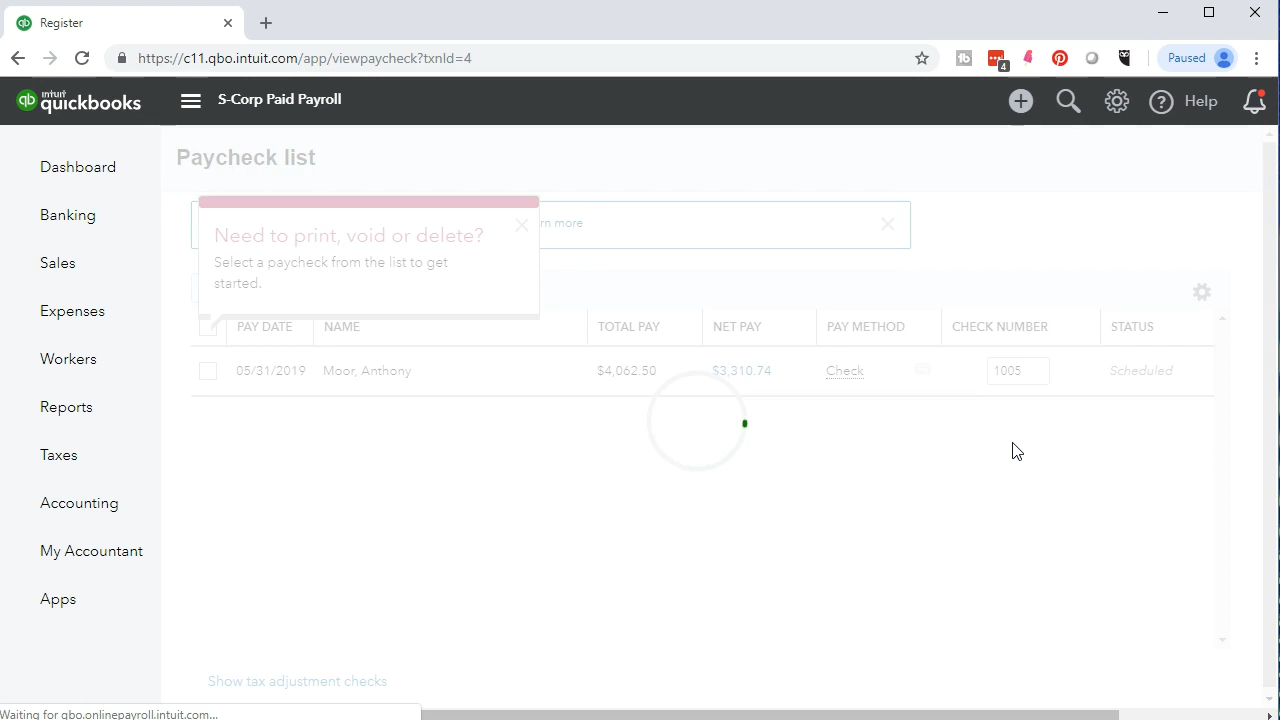 Register
https://c11.qbo.intuit.com/app/viewpaycheck?txnId=4
4
Paused
qb intuit quickbooks
S-Corp Paid Payroll
Help
Dashboard
Banking
Sales
Expenses
Workers
Reports
Taxes
Accounting
My Accountant
Apps
Paycheck list
rn more
Need to print, void or delete?
Select a paycheck from the list to get
started.
PAY DATE NAME TOTAL PAY NET PAY PAY METHOD CHECK NUMBER STATUS
05/31/2019 Moor, Anthony $4,062.50 $3,310.74 Check 1005 Scheduled
Show tax adjustment checks
Waiting for qbo.onlinepayroll.intuit.com...